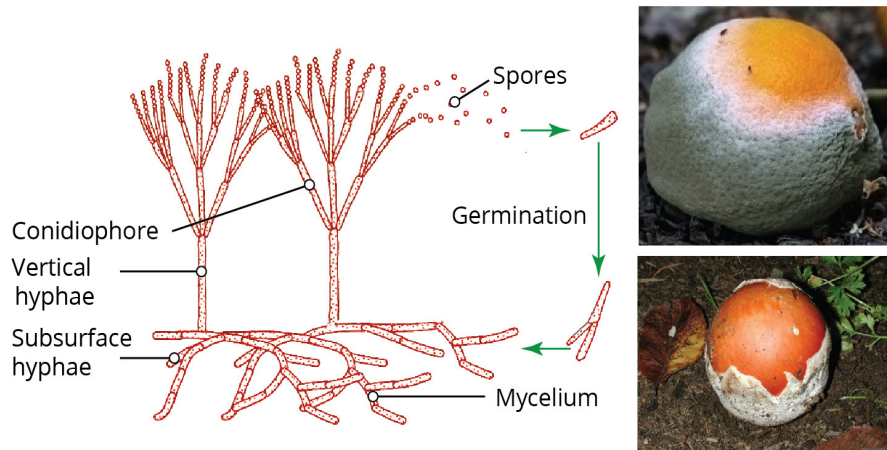 Spores
Conidiophore
Germination
Vertical
hyphae
Subsurface
hyphae
Mycelium